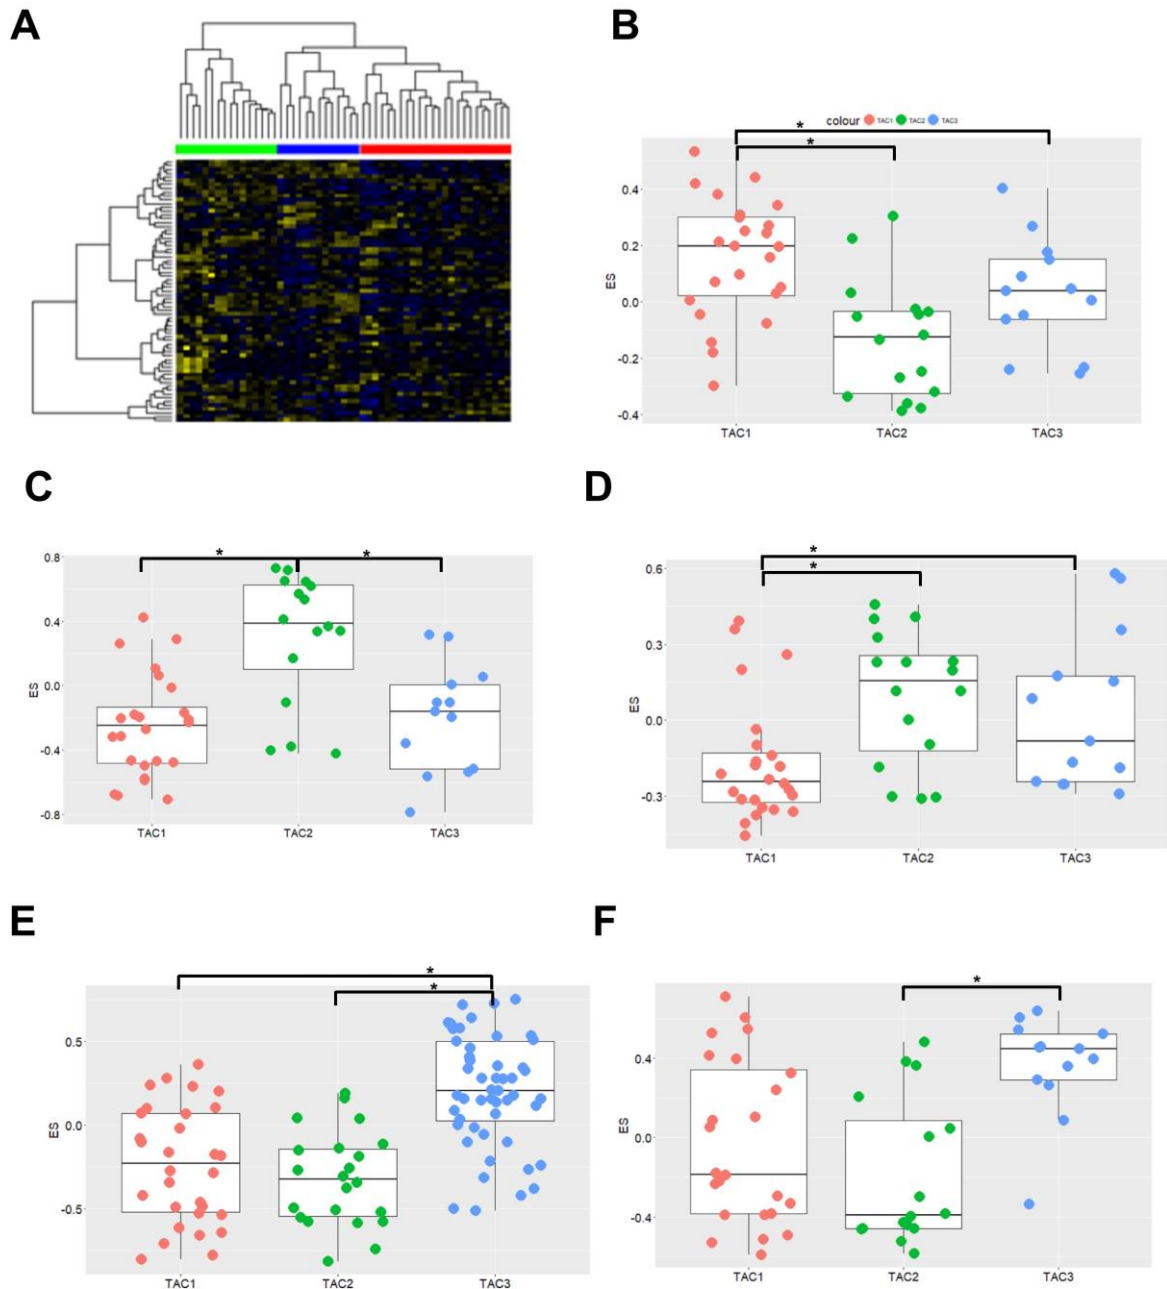 A
B
colour TAC1 TAC2 TAC3
*
*
0.4
0.2
0.0
-0.2
-0.4
ES
TAC1 TAC2 TAC3
C
*
*
0.8
0.4
0.0
-0.4
-0.8
ES
TAC1 TAC2 TAC3
D
*
*
0.6
0.3
0.0
-0.3
ES
TAC1 TAC2 TAC3
E
*
*
0.5
0.0
-0.5
ES
TAC1 TAC2 TAC3
F
*
0.4
0.0
-0.4
ES
TAC1 TAC2 TAC3